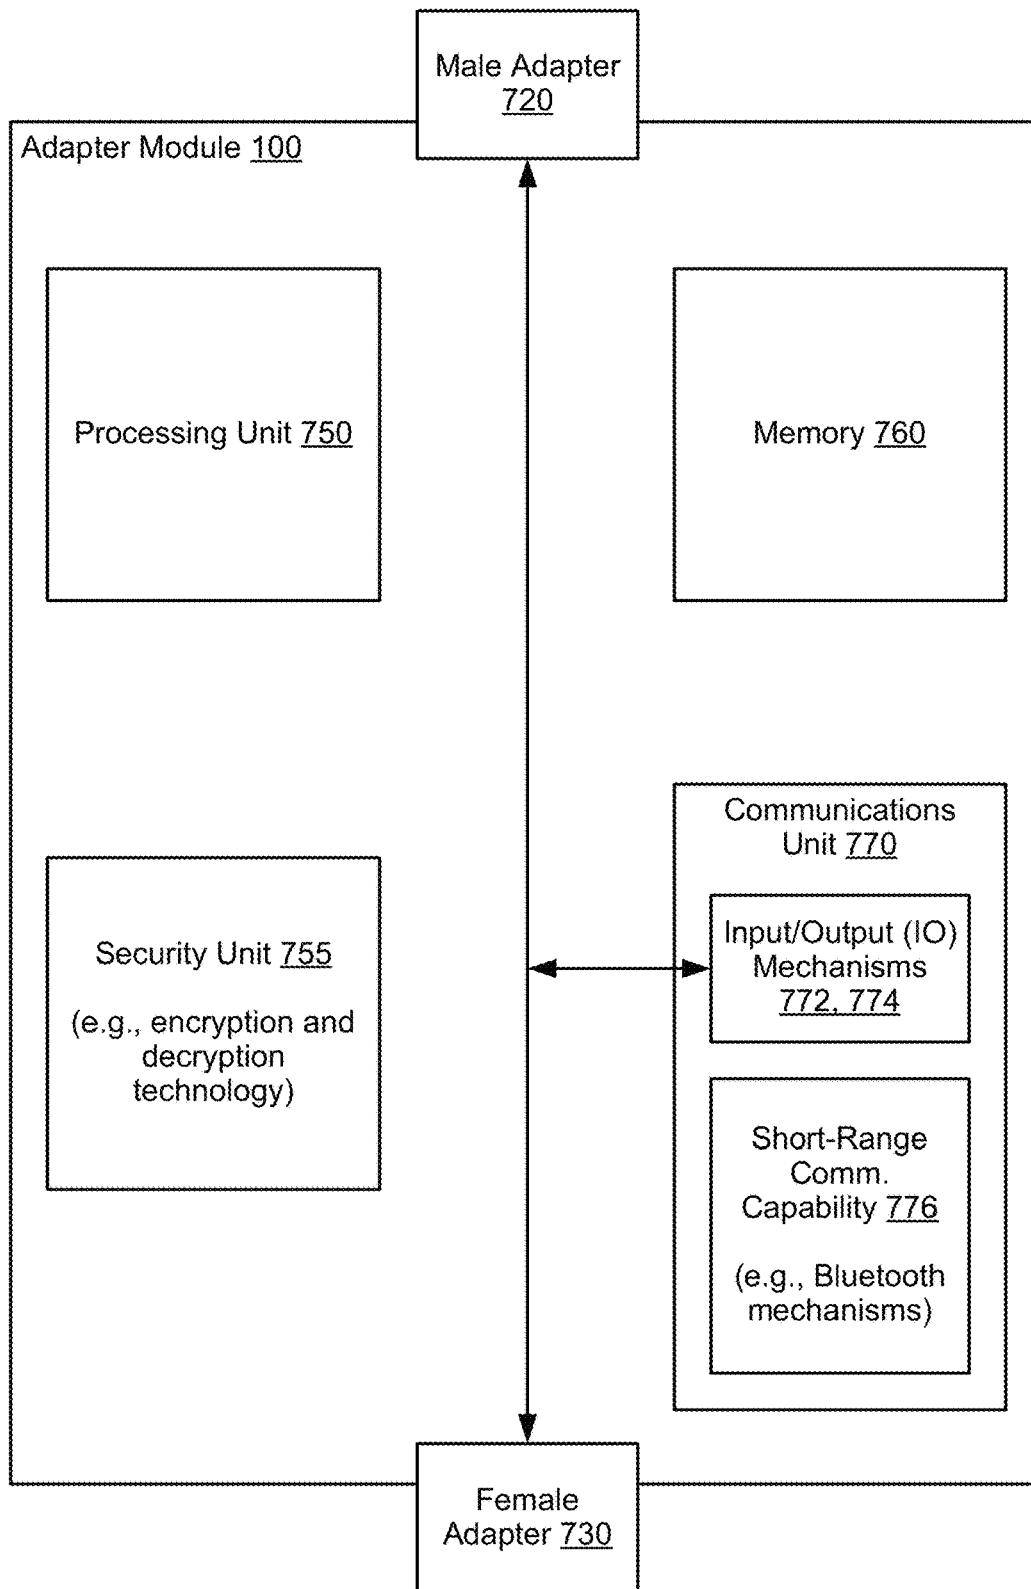 Male Adapter
720
Adapter Module 100
Processing Unit 750
Memory 760
Communications
Unit 770
Security Unit 755
(e.g., encryption and
decryption
technology)
Input/Output (IO)
Mechanisms
772, 774
Short-Range
Comm.
Capability 776
(e.g., Bluetooth
mechanisms)
Female
Adapter 730